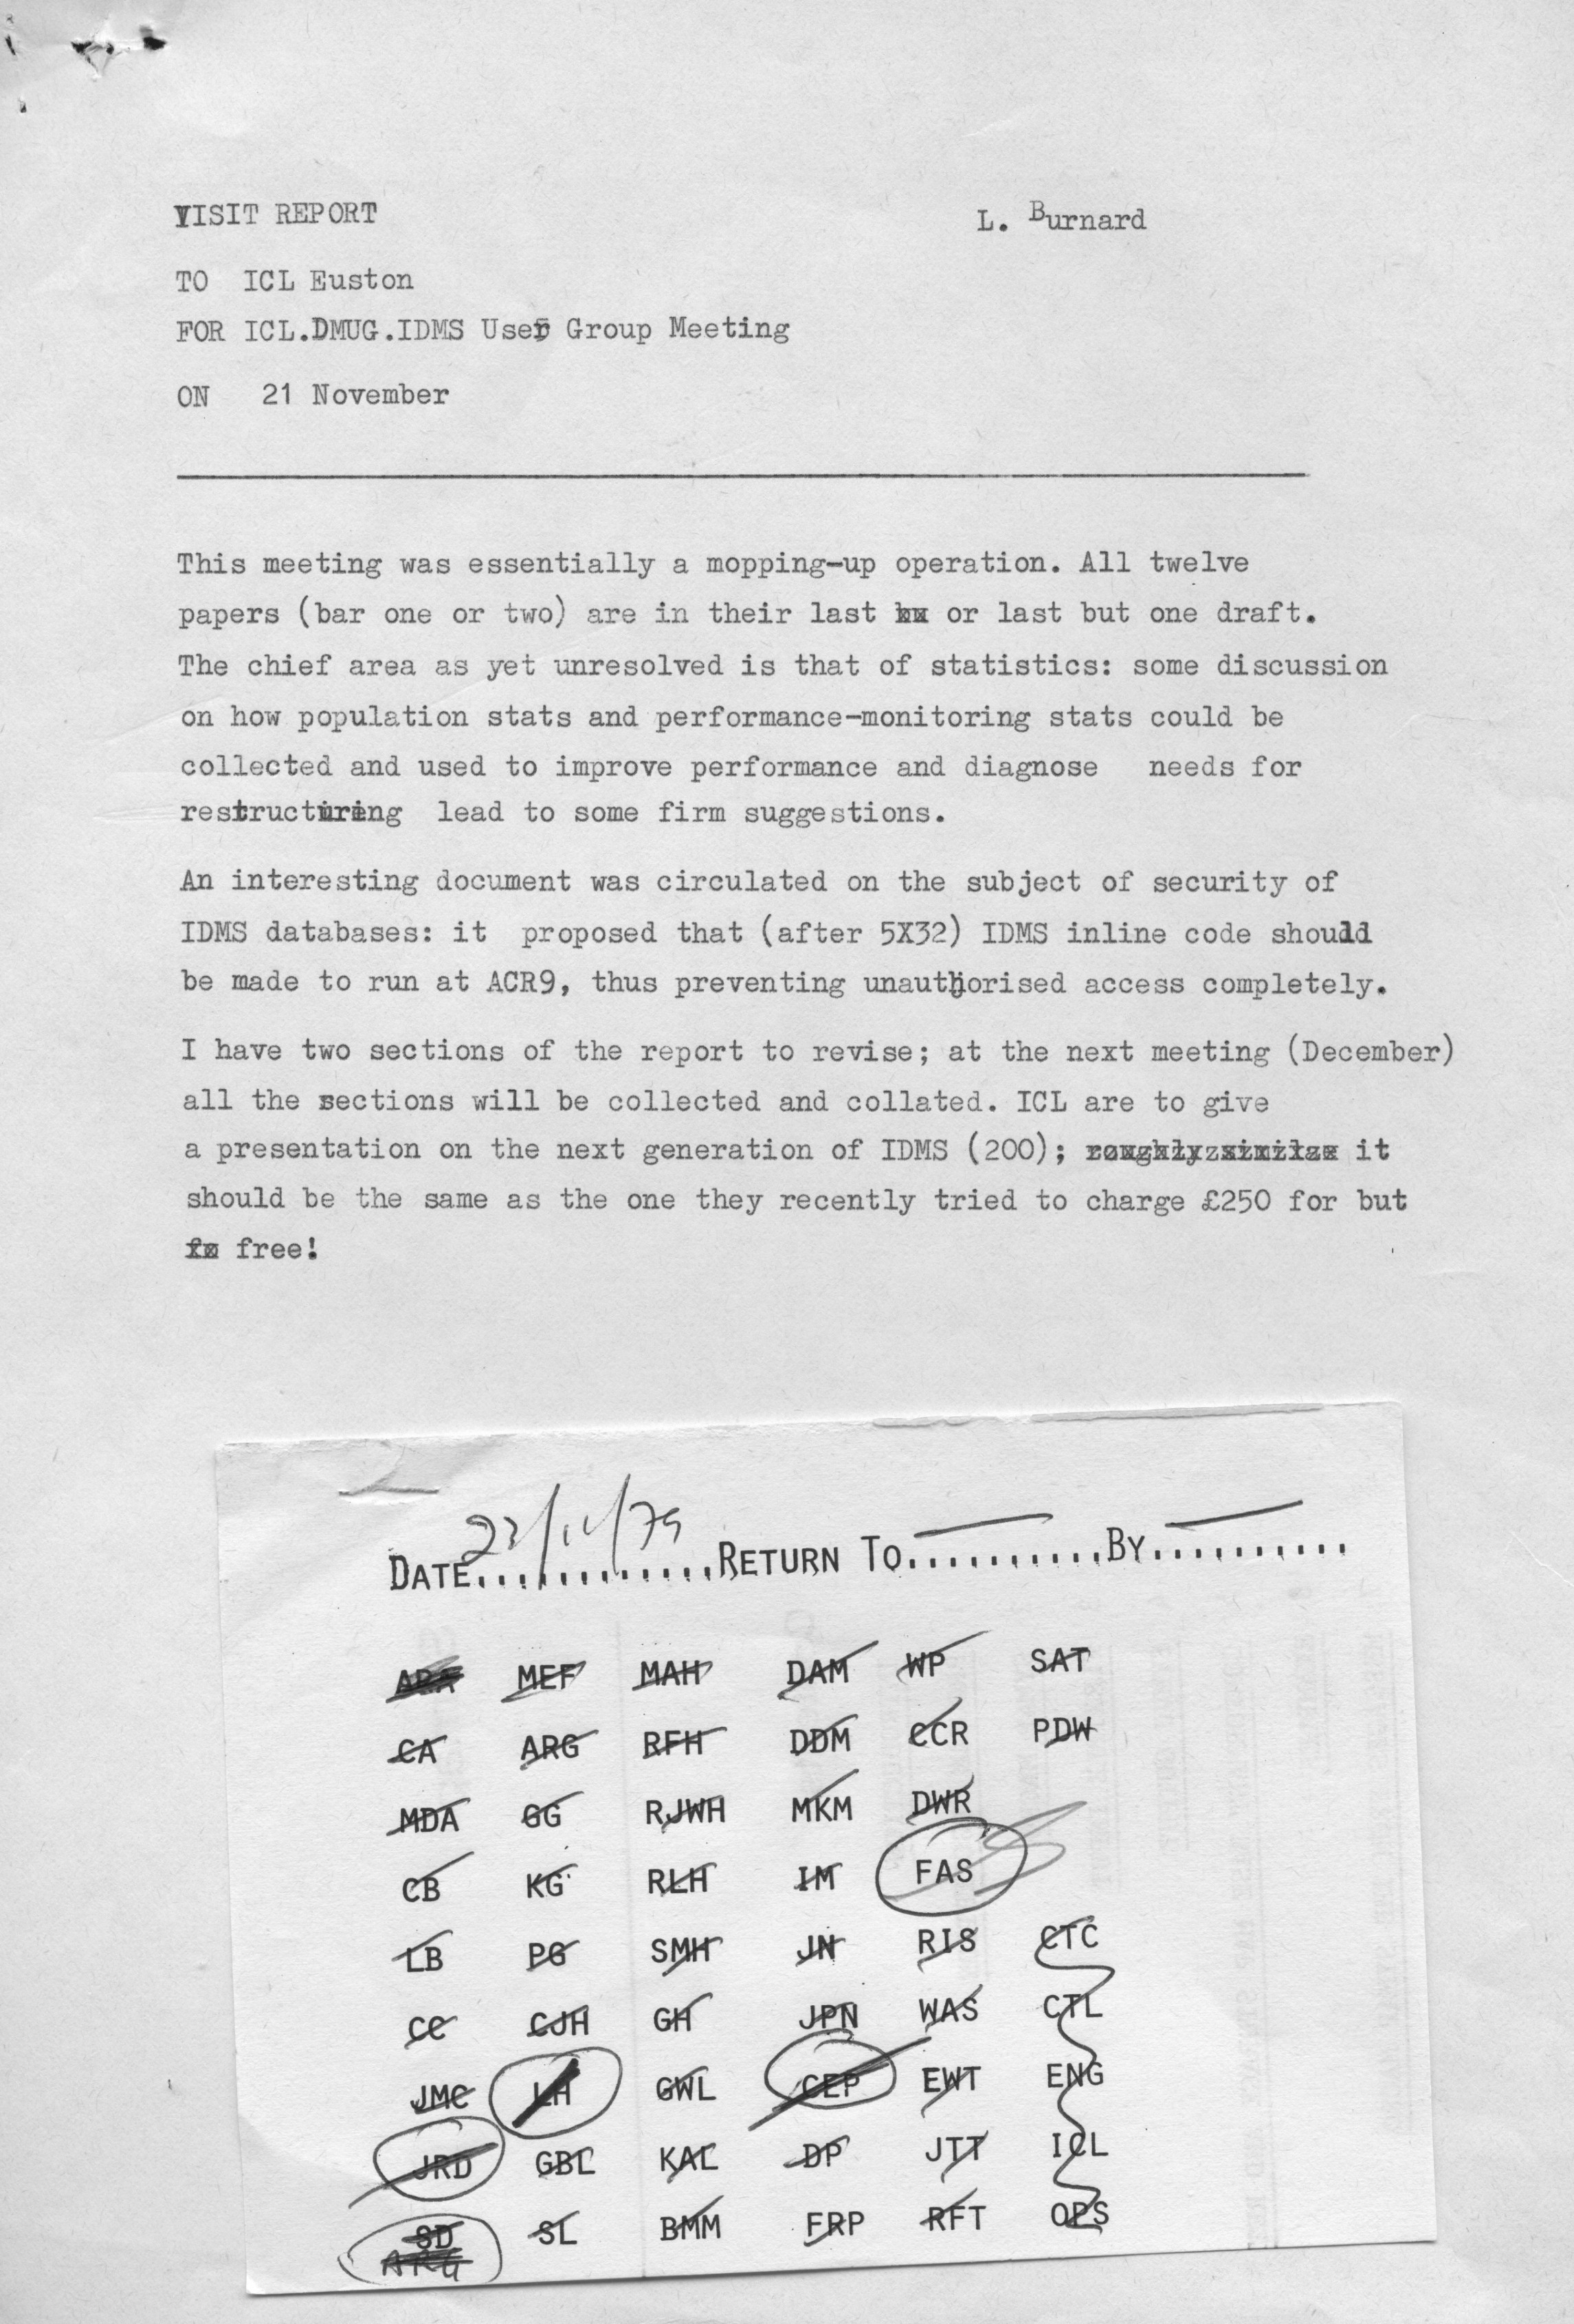 VISIT REPORT L. Burnard
TO ICL Euston
FOR ICL.DMUG.IDMS User Group Meeting
ON 21 November
This meeting was essentially a mopping-up operation. All twelve
papers (bar one or two) are in their last or last but one draft.
The chief area as yet unresolved is that of statistics: some discussion
on how population stats and performance-monitoring stats could be
collected and used to improve performance and diagnose needs for
restructuring lead to some firm suggestions.
An interesting document was circulated on the subject of security of
IDMS databases: it proposed that (after 5X32) IDMS inline code should
be made to run at ACR9, thus preventing unauthorised access completely.
I have two sections of the report to revise; at the next meeting (December)
all the sections will be collected and collated. ICL are to give
a presentation on the next generation of IDMS (200); roughly similar it
should be the same as the one they recently tried to charge £250 for but
free!
DATE 23/11/79 RETURN TO BY
MEF MAH DAM WP SAT
CA ARG RFH DDM CCR PDW
MDA GG RJWH MKM DWR
CB KG RLH IM FAS
LB PG SMH JN RIS CTC
CC CJH GH JPN WAS CTL
JMC LH GWL CEP EWT ENG
JRD GBL KAL DP JTT ICL
SD SL BMM FRP RFT OPS
ARG